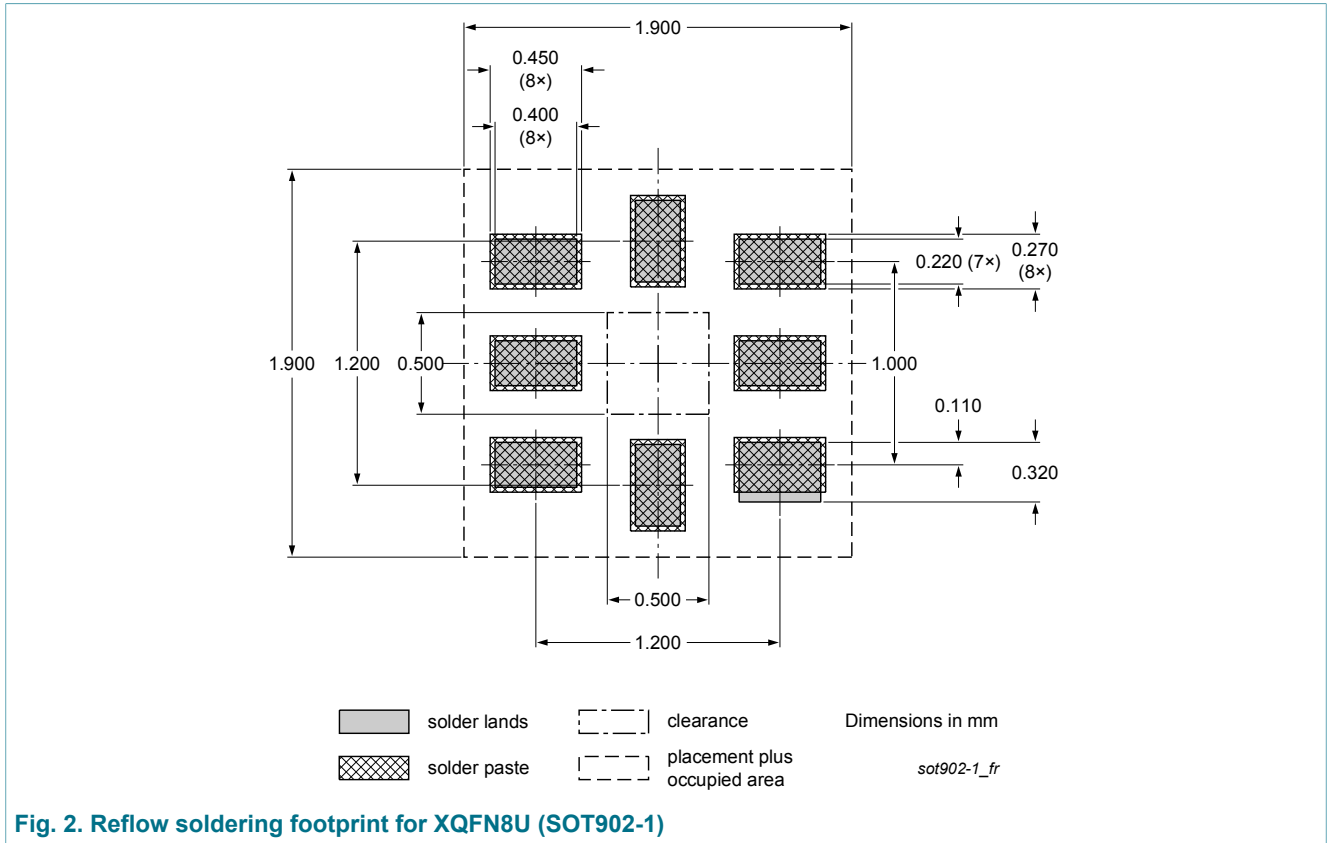 1.900
0.450
(8×)
0.400
(8×)
0.220 (7×)
0.270
(8×)
1.900
1.200
0.500
1.000
0.110
0.320
0.500
1.200
solder lands
clearance
Dimensions in mm
solder paste
placement plus
occupied area
sot902-1_fr
Fig. 2. Reflow soldering footprint for XQFN8U (SOT902-1)